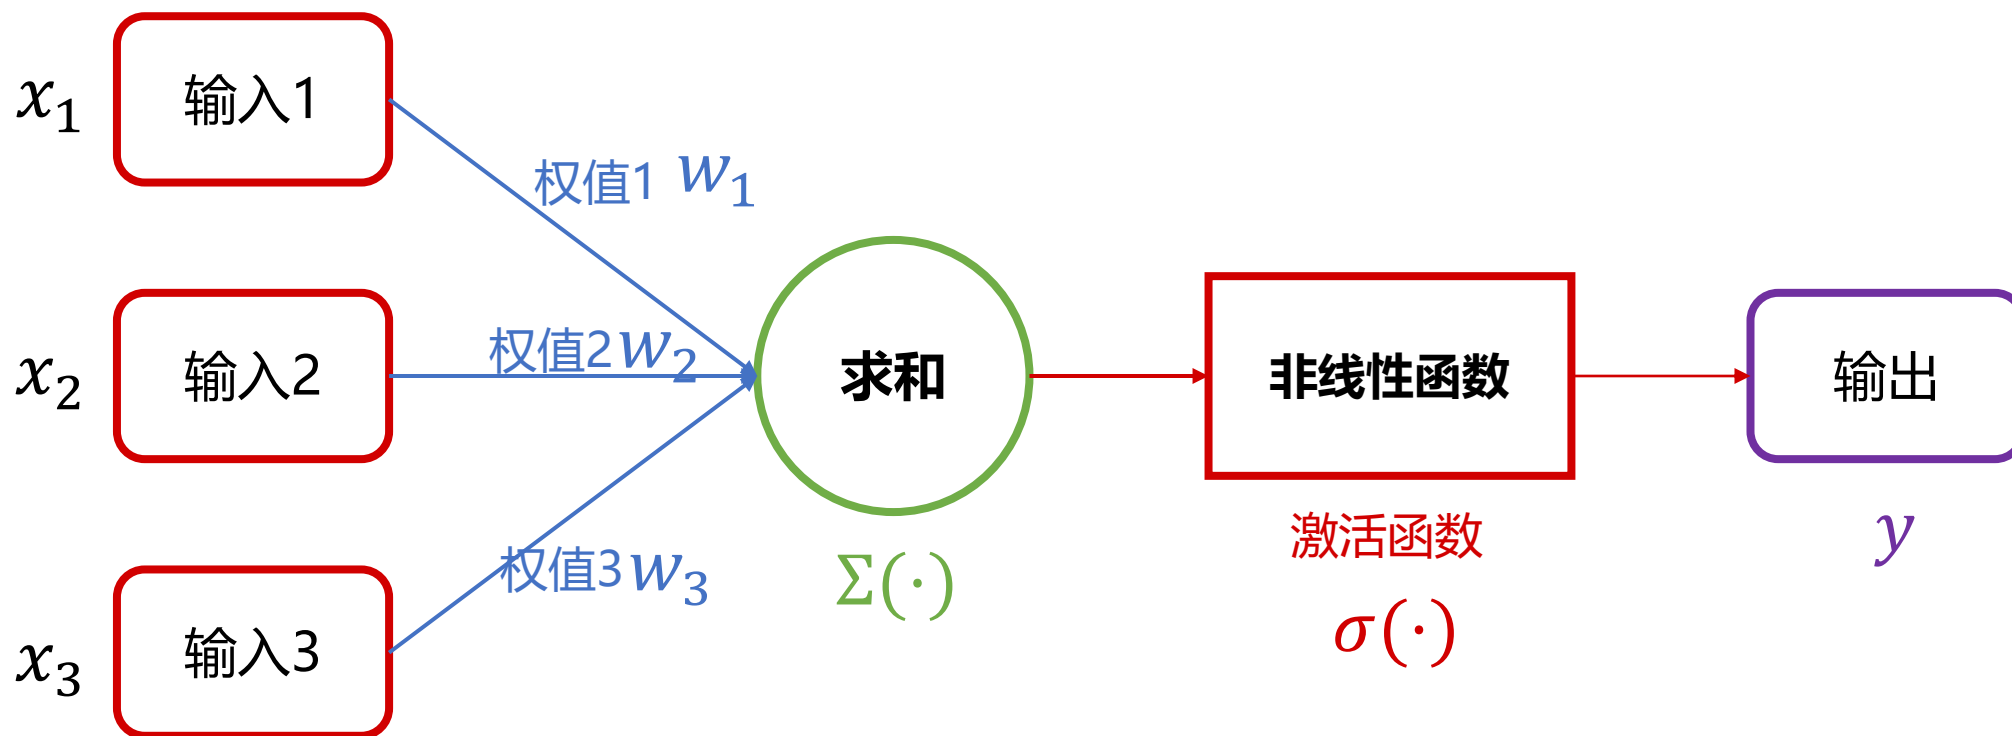 x₁ 输入1
权值1 w₁
x₂ 输入2
权值2 w₂
求和
非线性函数
输出
激活函数
y
权值3 w₃
Σ(·)
σ(·)
x₃ 输入3